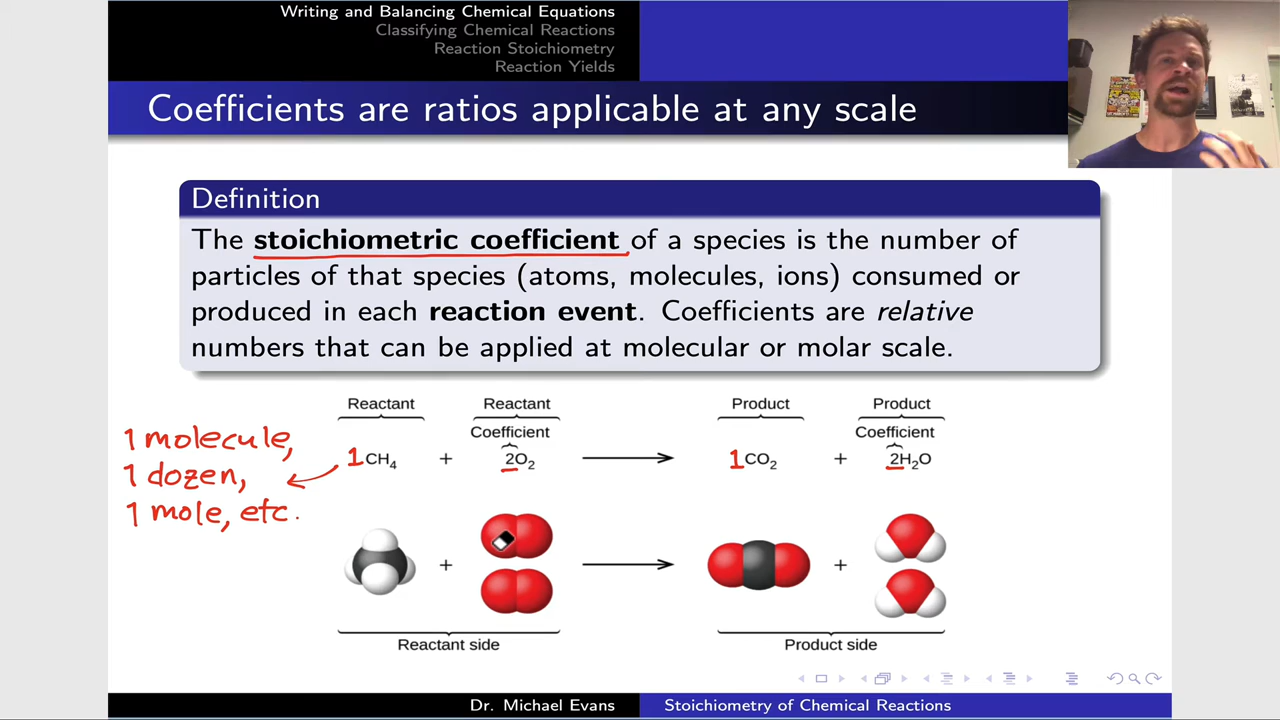 Writing and Balancing Chemical Equations
Classifying Chemical Reactions
Reaction Stoichiometry
Reaction Yields
Coefficients are ratios applicable at any scale
Definition
The stoichiometric coefficient of a species is the number of
particles of that species (atoms, molecules, ions) consumed or
produced in each reaction event. Coefficients are relative
numbers that can be applied at molecular or molar scale.
Reactant Reactant Product Product
Coefficient Coefficient
1 molecule,
1 dozen,
1 mole, etc.
1CH₄ + 2O₂ ⟶ 1CO₂ + 2H₂O
+ ⟶ +
Reactant side Product side
Dr. Michael Evans Stoichiometry of Chemical Reactions